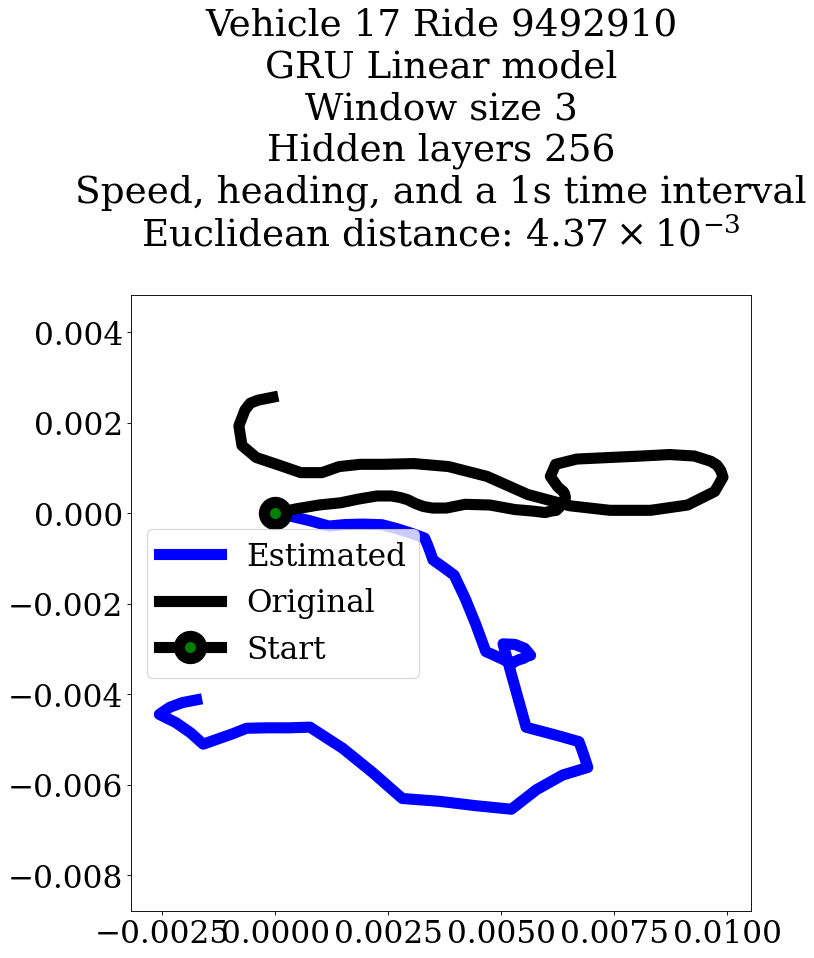 Vehicle 17 Ride 9492910
GRU Linear model
Window size 3
Hidden layers 256
Speed, heading, and a 1s time interval
Euclidean distance: 4.37 × 10⁻³
0.004
0.002
0.000
−0.002
−0.004
−0.006
−0.008
Estimated
Original
Start
−0.0025 0.0000 0.0025 0.0050 0.0075 0.0100